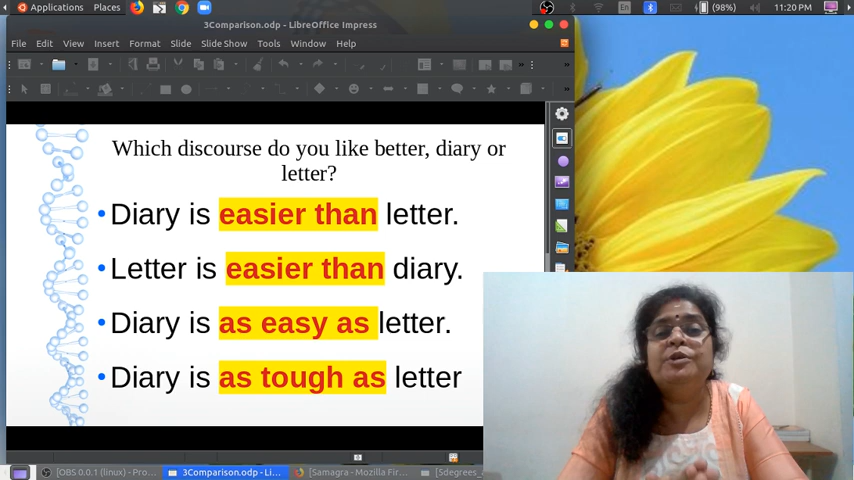 Applications Places En (98%) 11:20 PM
3Comparison.odp - LibreOffice Impress
File Edit View Insert Format Slide Slide Show Tools Window Help
Which discourse do you like better, diary or
letter?
•Diary is easier than letter.
•Letter is easier than diary.
•Diary is as easy as letter.
•Diary is as tough as letter
[OBS 0.0.1 (linux) - Pro... 3Comparison.odp - Li... [Samagra - Mozilla Fir... [5degrees_